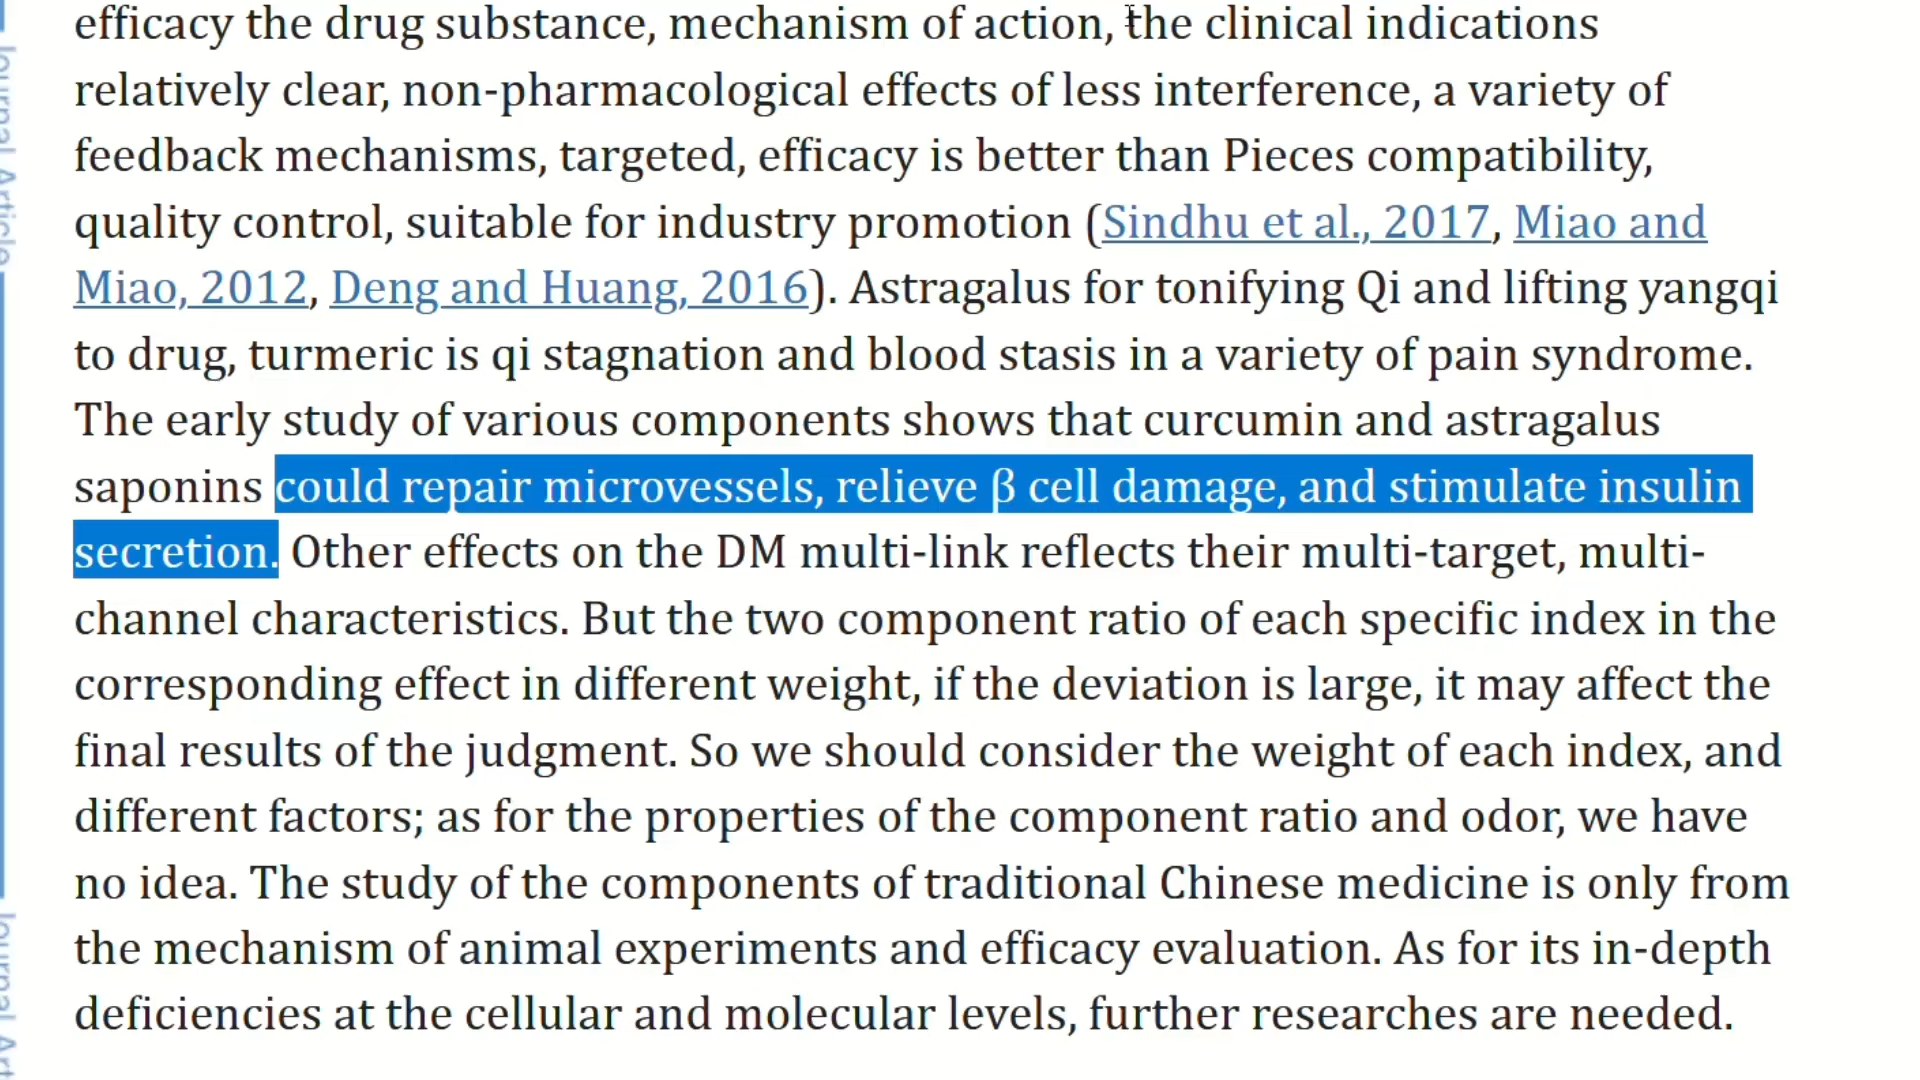 efficacy the drug substance, mechanism of action, the clinical indications
relatively clear, non-pharmacological effects of less interference, a variety of
feedback mechanisms, targeted, efficacy is better than Pieces compatibility,
quality control, suitable for industry promotion (Sindhu et al., 2017, Miao and
Miao, 2012, Deng and Huang, 2016). Astragalus for tonifying Qi and lifting yangqi
to drug, turmeric is qi stagnation and blood stasis in a variety of pain syndrome.
The early study of various components shows that curcumin and astragalus
saponins could repair microvessels, relieve β cell damage, and stimulate insulin
secretion. Other effects on the DM multi-link reflects their multi-target, multi-
channel characteristics. But the two component ratio of each specific index in the
corresponding effect in different weight, if the deviation is large, it may affect the
final results of the judgment. So we should consider the weight of each index, and
different factors; as for the properties of the component ratio and odor, we have
no idea. The study of the components of traditional Chinese medicine is only from
the mechanism of animal experiments and efficacy evaluation. As for its in-depth
deficiencies at the cellular and molecular levels, further researches are needed.
Journal Article
Journal Art